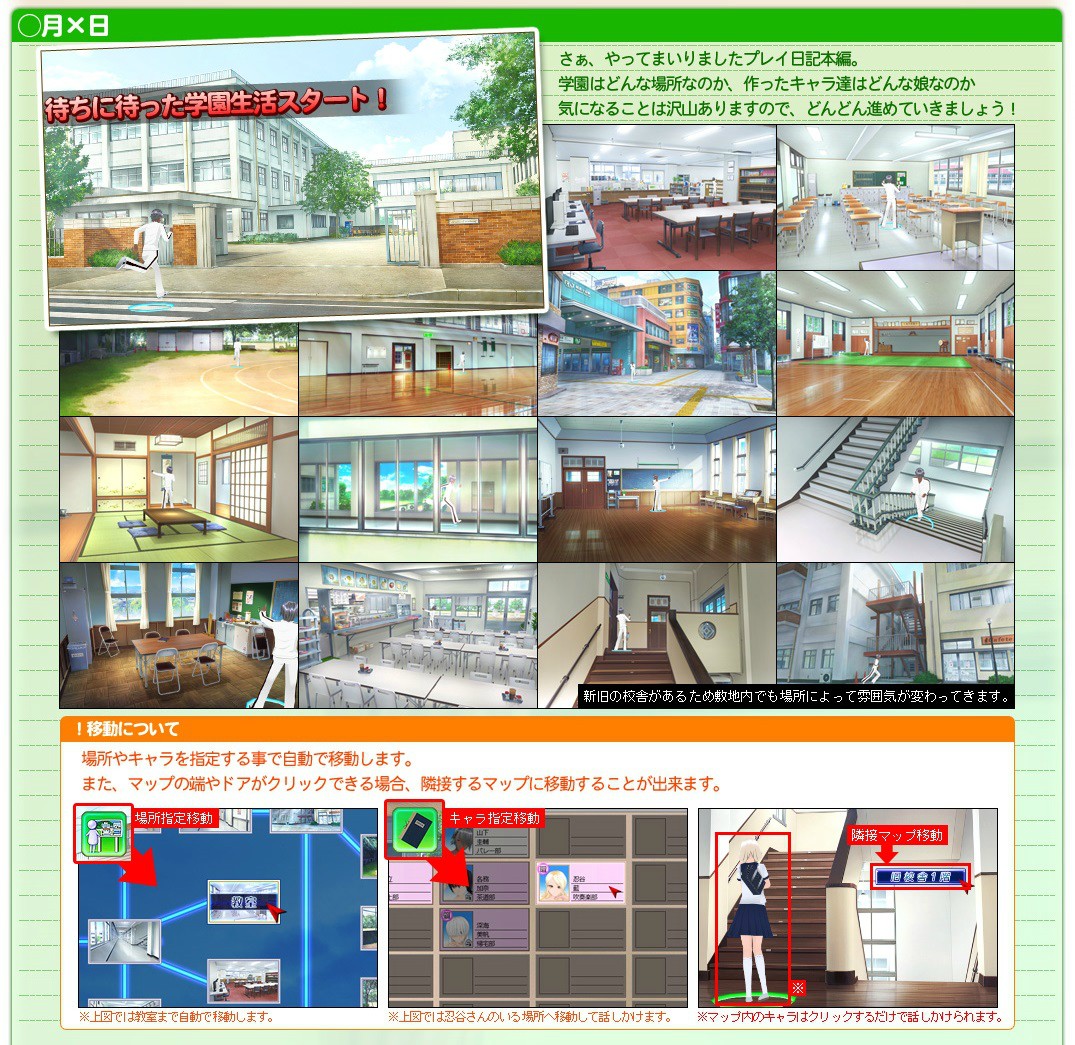 〇月×日
待ちに待った学園生活スタート！
さぁ、やってまいりましたプレイ日記本編。
学園はどんな場所なのか、作ったキャラ達はどんな娘なのか
気になることは沢山ありますので、どんどん進めていきましょう！
新旧の校舎があるため敷地内でも場所によって雰囲気が変わってきます。
！移動について
場所やキャラを指定する事で自動で移動します。
また、マップの端やドアがクリックできる場合、隣接するマップに移動することが出来ます。
場所指定移動
教室
※上図では教室まで自動で移動します。
キャラ指定移動
山下
圭輔
バレー部
各務
加奈
茶道部
忍谷
藍
吹奏楽部
深海
美帆
帰宅部
※上図では忍谷さんのいる場所へ移動して話しかけます。
隣接マップ移動
旧校舎1階
※
※マップ内のキャラはクリックするだけで話しかけられます。